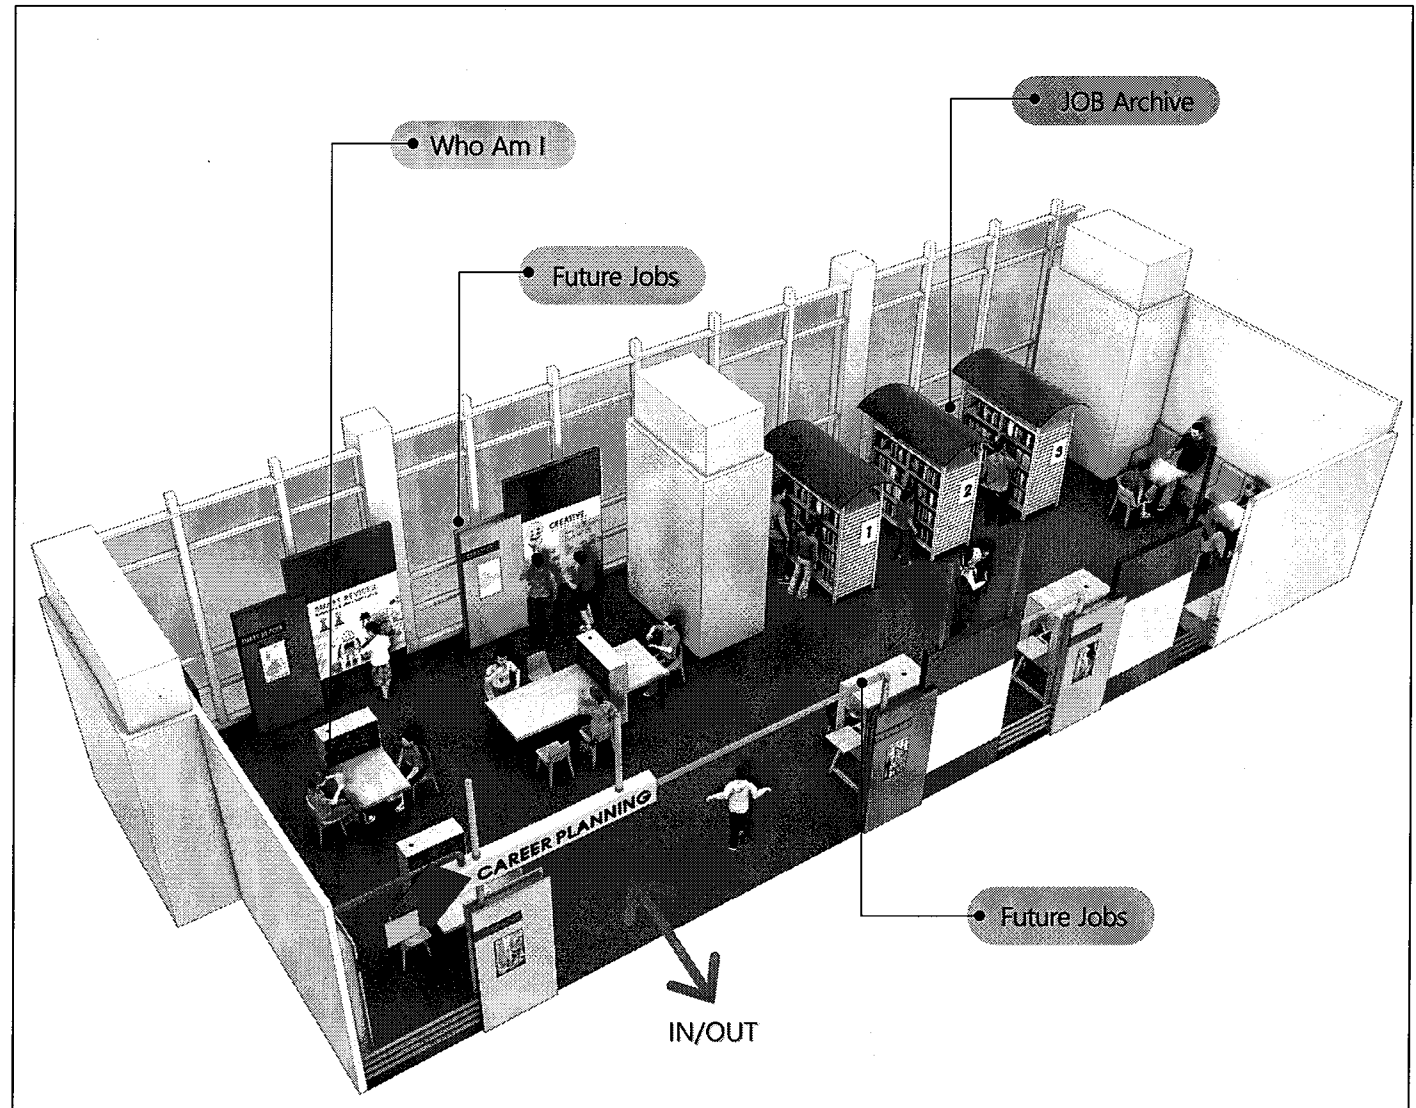 JOB Archive
Who Am I
Future Jobs
CREATIVE
1
2
3
CAREER PLANNING
Future Jobs
IN/OUT